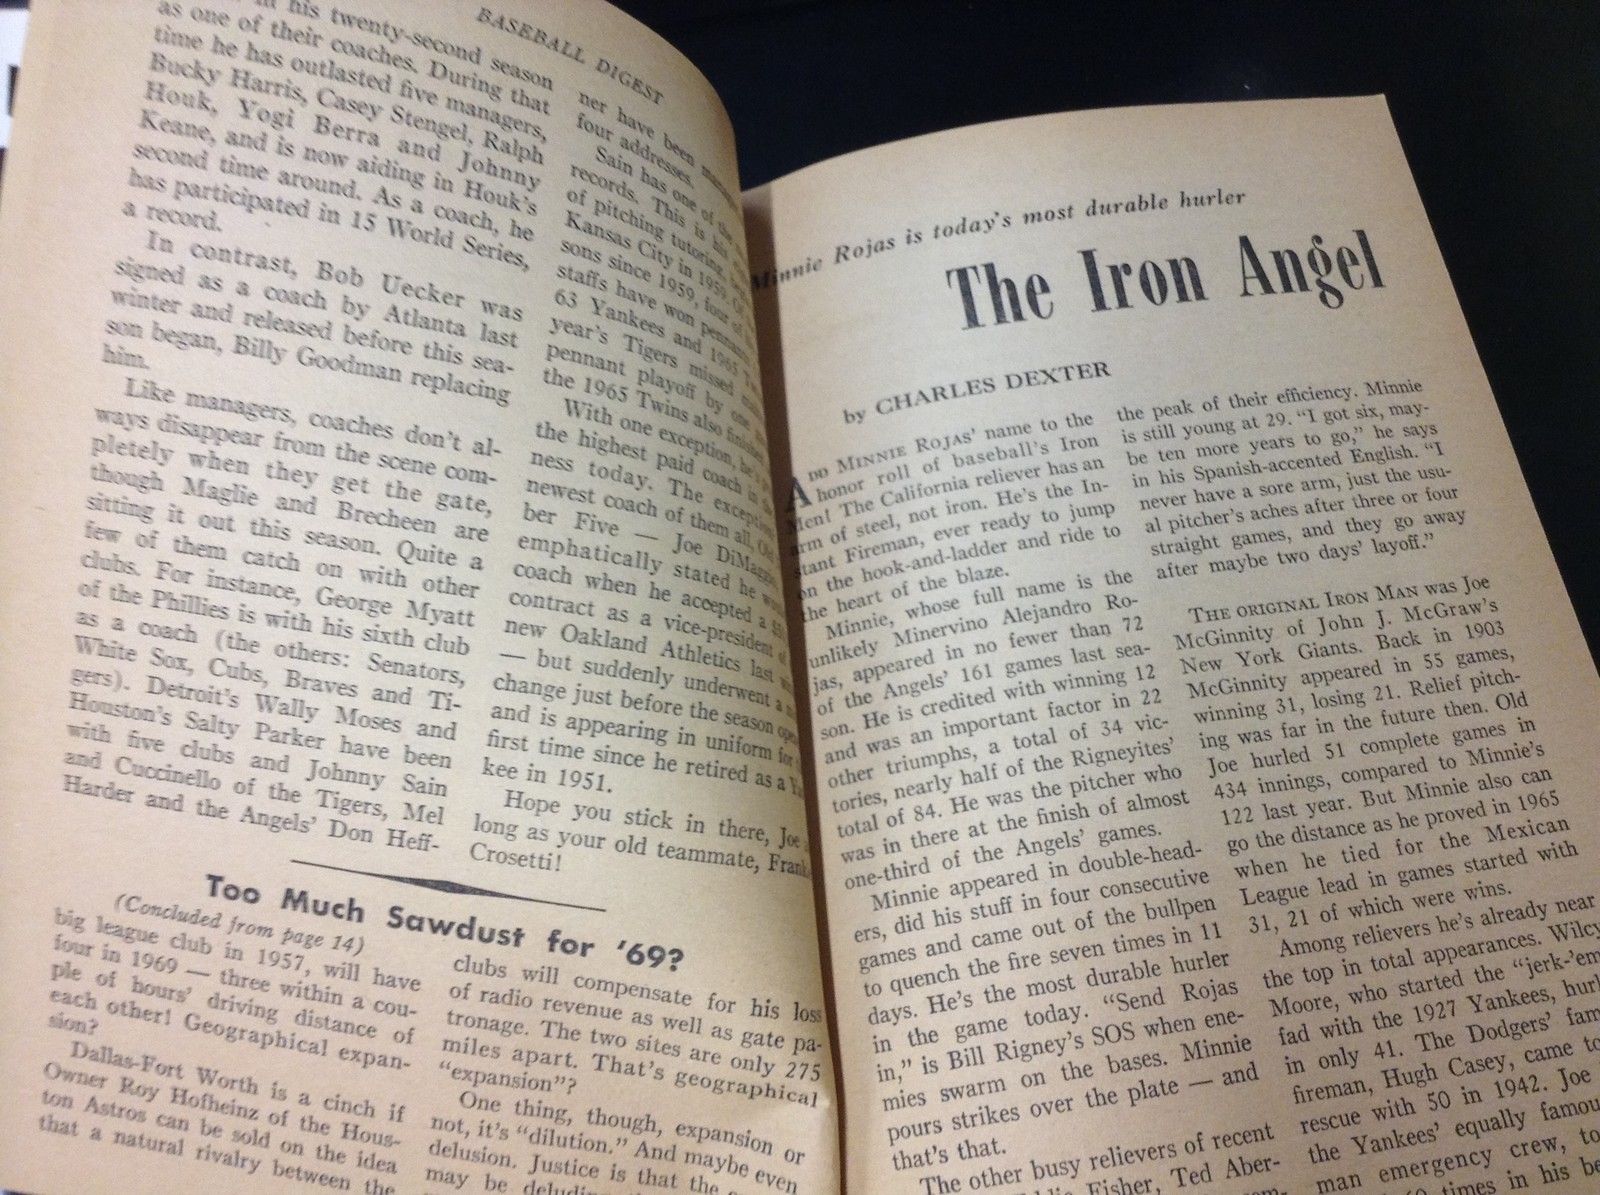 BASEBALL DIGEST
in his twenty-second season
as one of their coaches. During that
time he has outlasted five managers,
Bucky Harris, Casey Stengel, Ralph
Houk, Yogi Berra and Johnny
Keane, and is now aiding in Houk's
second time around. As a coach, he
has participated in 15 World Series,
a record.
In contrast, Bob Uecker was
signed as a coach by Atlanta last
winter and released before this sea-
son began, Billy Goodman replacing
him.
Like managers, coaches don't al-
ways disappear from the scene com-
pletely when they get the gate,
though Maglie and Brecheen are
sitting it out this season. Quite a
few of them catch on with other
clubs. For instance, George Myatt
of the Phillies is with his sixth club
as a coach (the others: Senators,
White Sox, Cubs, Braves and Ti-
gers). Detroit's Wally Moses and
Houston's Salty Parker have been
with five clubs and Johnny Sain
and Cuccinello of the Tigers, Mel
Harder and the Angels' Don Heff-
ner have been
four addresses.
Sain has one of the
records. This is his
of pitching tutoring,
Kansas City in 1959. Of
sons since 1959, four of his
staffs have won pennants
63 Yankees and 1965
year's Tigers missed
pennant playoff by one
the 1965 Twins also
With one exception, he's
the highest paid coach in the
ness today. The exception
newest coach of them all, Old
ber Five — Joe DiMaggio
emphatically stated he
coach when he accepted a
contract as a vice-president of
new Oakland Athletics last
— but suddenly underwent a
change just before the season
and is appearing in uniform for
first time since he retired as a
kee in 1951.
Hope you stick in there, Joe
long as your old teammate, Frank
Crosetti!
Too Much Sawdust for '69?
(Concluded from page 14)
big league club in 1957, will have
four in 1969 — three within a cou-
ple of hours' driving distance of
each other! Geographical expan-
sion?
Dallas-Fort Worth is a cinch if
Owner Roy Hofheinz of the Hous-
ton Astros can be sold on the idea
that a natural rivalry between the
clubs will compensate for his loss
of radio revenue as well as gate pa-
tronage. The two sites are only 275
miles apart. That's geographical
"expansion"?
One thing, though, expansion or
not, it's "dilution." And maybe even
delusion. Justice is that the
may be
Minnie Rojas is today's most durable hurler
The Iron Angel
by CHARLES DEXTER
ADD MINNIE ROJAS' name to the
honor roll of baseball's Iron
Men! The California reliever has an
arm of steel, not iron. He's the In-
stant Fireman, ever ready to jump
on the hook-and-ladder and ride to
the heart of the blaze.
Minnie, whose full name is the
unlikely Minervino Alejandro Ro-
jas, appeared in no fewer than 72
of the Angels' 161 games last sea-
son. He is credited with winning 12
and was an important factor in 22
other triumphs, a total of 34 vic-
tories, nearly half of the Rigneyites'
total of 84. He was the pitcher who
was in there at the finish of almost
one-third of the Angels' games.
Minnie appeared in double-head-
ers, did his stuff in four consecutive
games and came out of the bullpen
to quench the fire seven times in 11
days. He's the most durable hurler
in the game today. "Send Rojas
in," is Bill Rigney's SOS when ene-
mies swarm on the bases. Minnie
pours strikes over the plate — and
that's that.
The other busy relievers of recent
Fisher, Ted Aber-
the peak of their efficiency. Minnie
is still young at 29. "I got six, may-
be ten more years to go," he says
in his Spanish-accented English. "I
never have a sore arm, just the usu-
al pitcher's aches after three or four
straight games, and they go away
after maybe two days' layoff."
THE ORIGINAL IRON MAN was Joe
McGinnity of John J. McGraw's
New York Giants. Back in 1903
McGinnity appeared in 55 games,
winning 31, losing 21. Relief pitch-
ing was far in the future then. Old
Joe hurled 51 complete games in
434 innings, compared to Minnie's
122 last year. But Minnie also can
go the distance as he proved in 1965
when he tied for the Mexican
League lead in games started with
31, 21 of which were wins.
Among relievers he's already near
the top in total appearances. Wilcy
Moore, who started the "jerk-'em
fad with the 1927 Yankees, hurl
in only 41. The Dodgers' fam
fireman, Hugh Casey, came to
rescue with 50 in 1942. Joe
the Yankees' equally famou
man emergency crew, to
times in his be